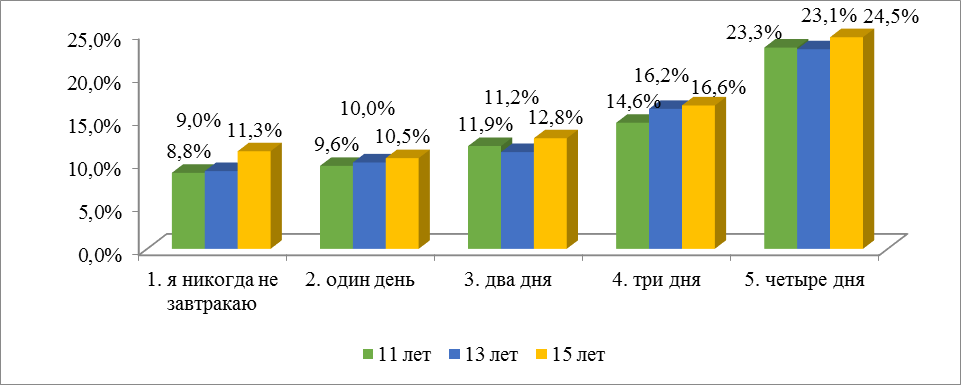 23,3% 23,1% 24,5%
25,0%
20,0%
15,0%
10,0%
5,0%
0,0%
8,8% 9,0% 11,3%
9,6% 10,0% 10,5%
11,9% 11,2% 12,8%
14,6% 16,2% 16,6%
1. я никогда не
завтракаю
2. один день
3. два дня
4. три дня
5. четыре дня
11 лет 13 лет 15 лет